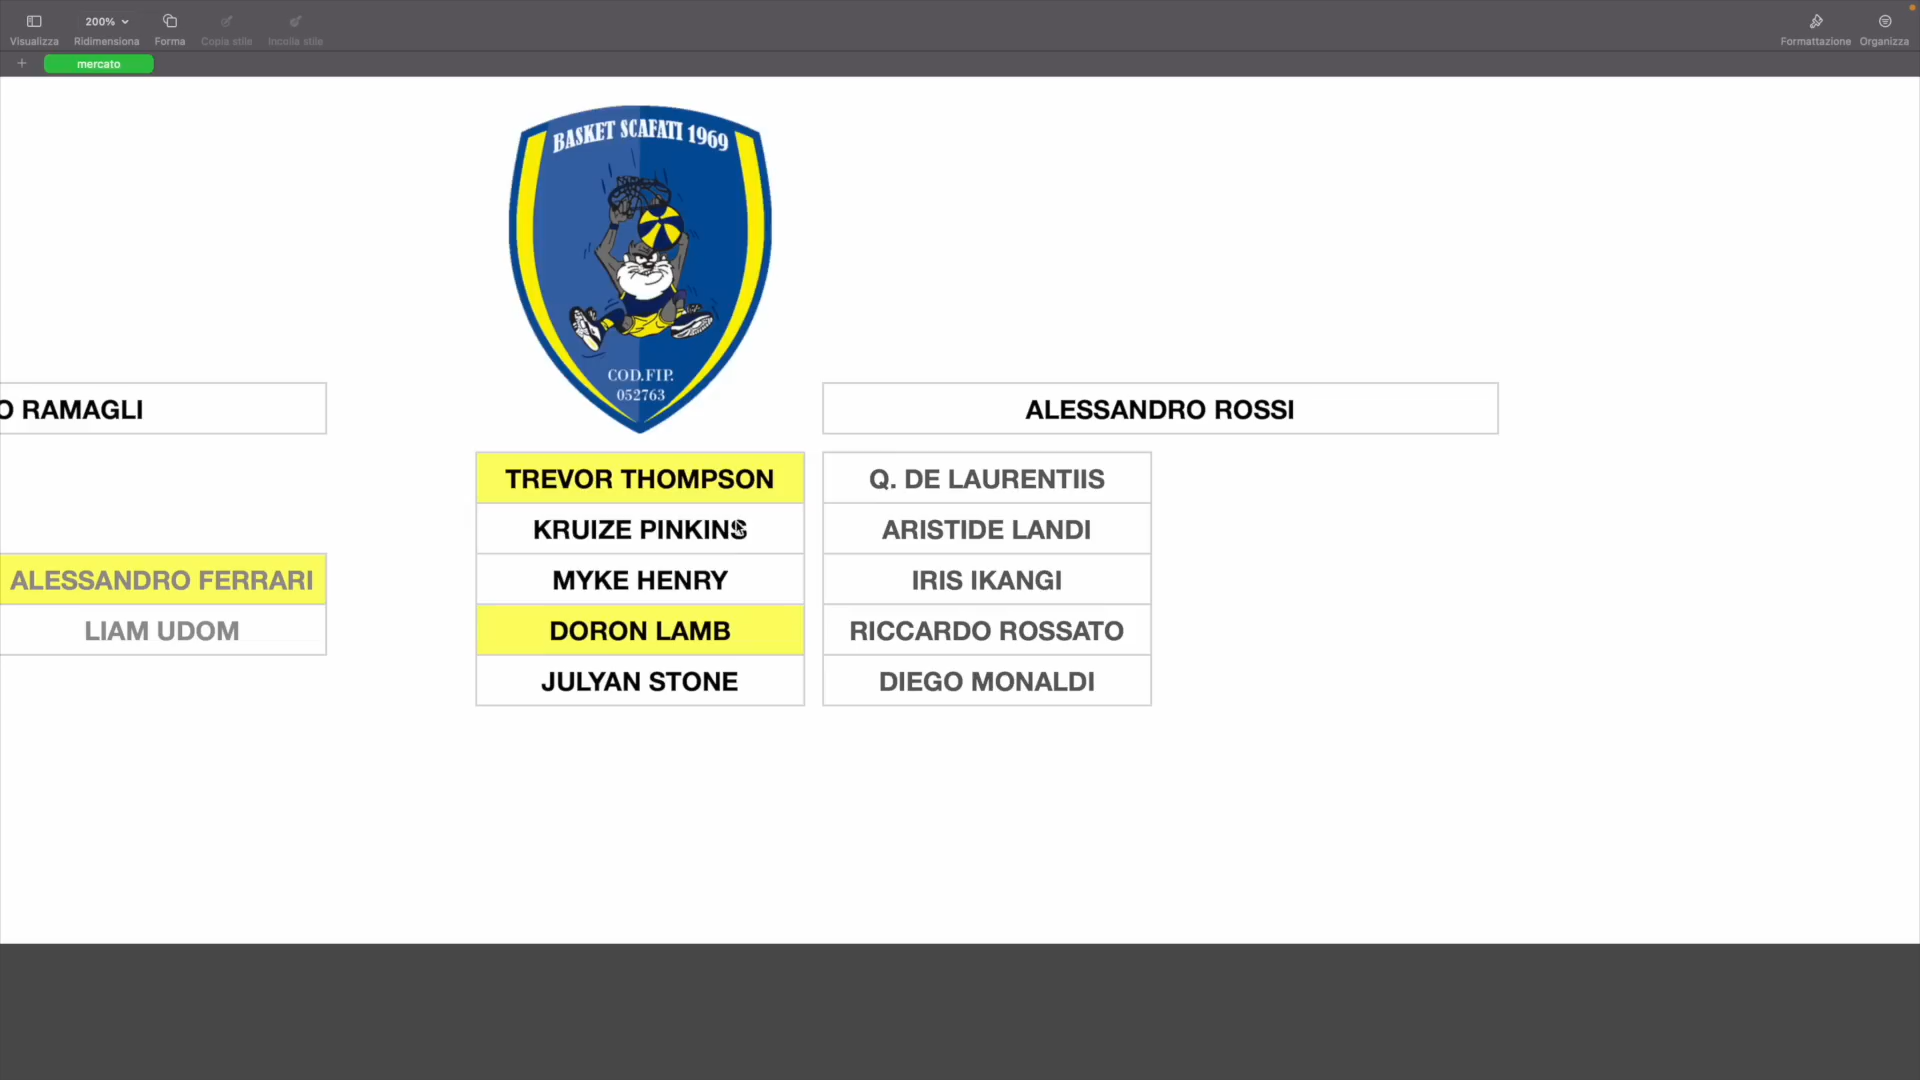 Visualizza
200%
Ridimensiona
Forma
Copia stile
Incolla stile
Formattazione
Organizza
mercato
BASKET SCAFATI 1969
COD.FIP.
052763
O RAMAGLI
ALESSANDRO ROSSI
TREVOR THOMPSON
Q. DE LAURENTIIS
KRUIZE PINKINS
ARISTIDE LANDI
ALESSANDRO FERRARI
MYKE HENRY
IRIS IKANGI
LIAM UDOM
DORON LAMB
RICCARDO ROSSATO
JULYAN STONE
DIEGO MONALDI